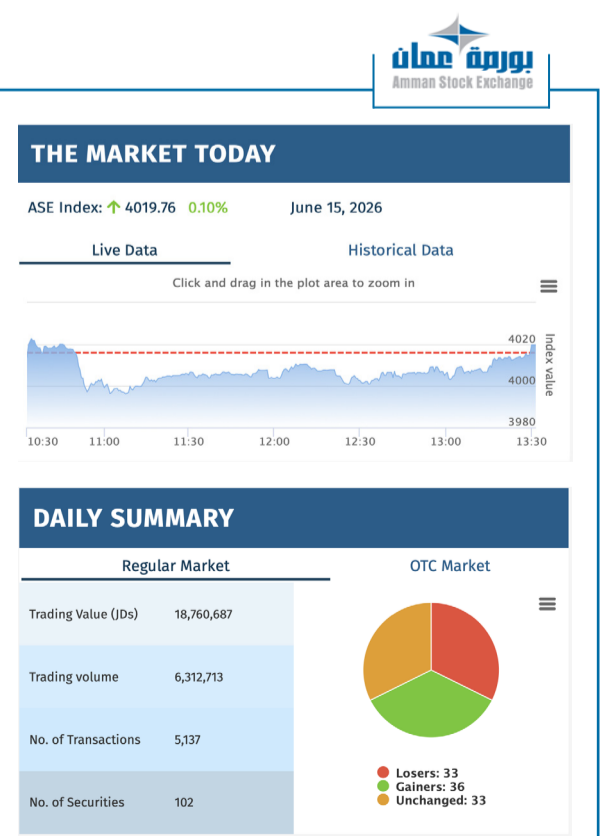 بورصة عمان
Amman Stock Exchange
THE MARKET TODAY
ASE Index: ↑ 4019.76 0.10% June 15, 2026
Live Data Historical Data
Click and drag in the plot area to zoom in
4020
4000
3980
Index value
10:30 11:00 11:30 12:00 12:30 13:00 13:30
DAILY SUMMARY
Regular Market OTC Market
Trading Value (JDs) 18,760,687
Trading volume 6,312,713
No. of Transactions 5,137
No. of Securities 102
Losers: 33
Gainers: 36
Unchanged: 33